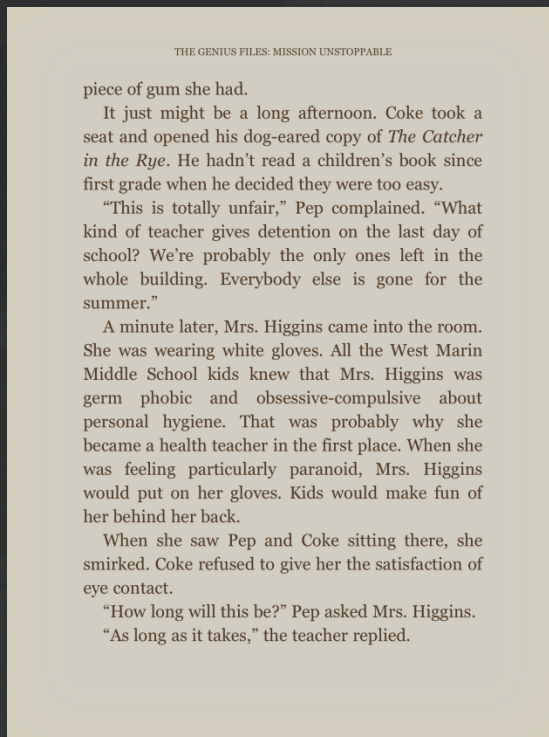 THE GENIUS FILES: MISSION UNSTOPPABLE
piece of gum she had.
It just might be a long afternoon. Coke took a
seat and opened his dog-eared copy of The Catcher
in the Rye. He hadn’t read a children’s book since
first grade when he decided they were too easy.
“This is totally unfair,” Pep complained. “What
kind of teacher gives detention on the last day of
school? We’re probably the only ones left in the
whole building. Everybody else is gone for the
summer.”
A minute later, Mrs. Higgins came into the room.
She was wearing white gloves. All the West Marin
Middle School kids knew that Mrs. Higgins was
germ phobic and obsessive-compulsive about
personal hygiene. That was probably why she
became a health teacher in the first place. When she
was feeling particularly paranoid, Mrs. Higgins
would put on her gloves. Kids would make fun of
her behind her back.
When she saw Pep and Coke sitting there, she
smirked. Coke refused to give her the satisfaction of
eye contact.
“How long will this be?” Pep asked Mrs. Higgins.
“As long as it takes,” the teacher replied.